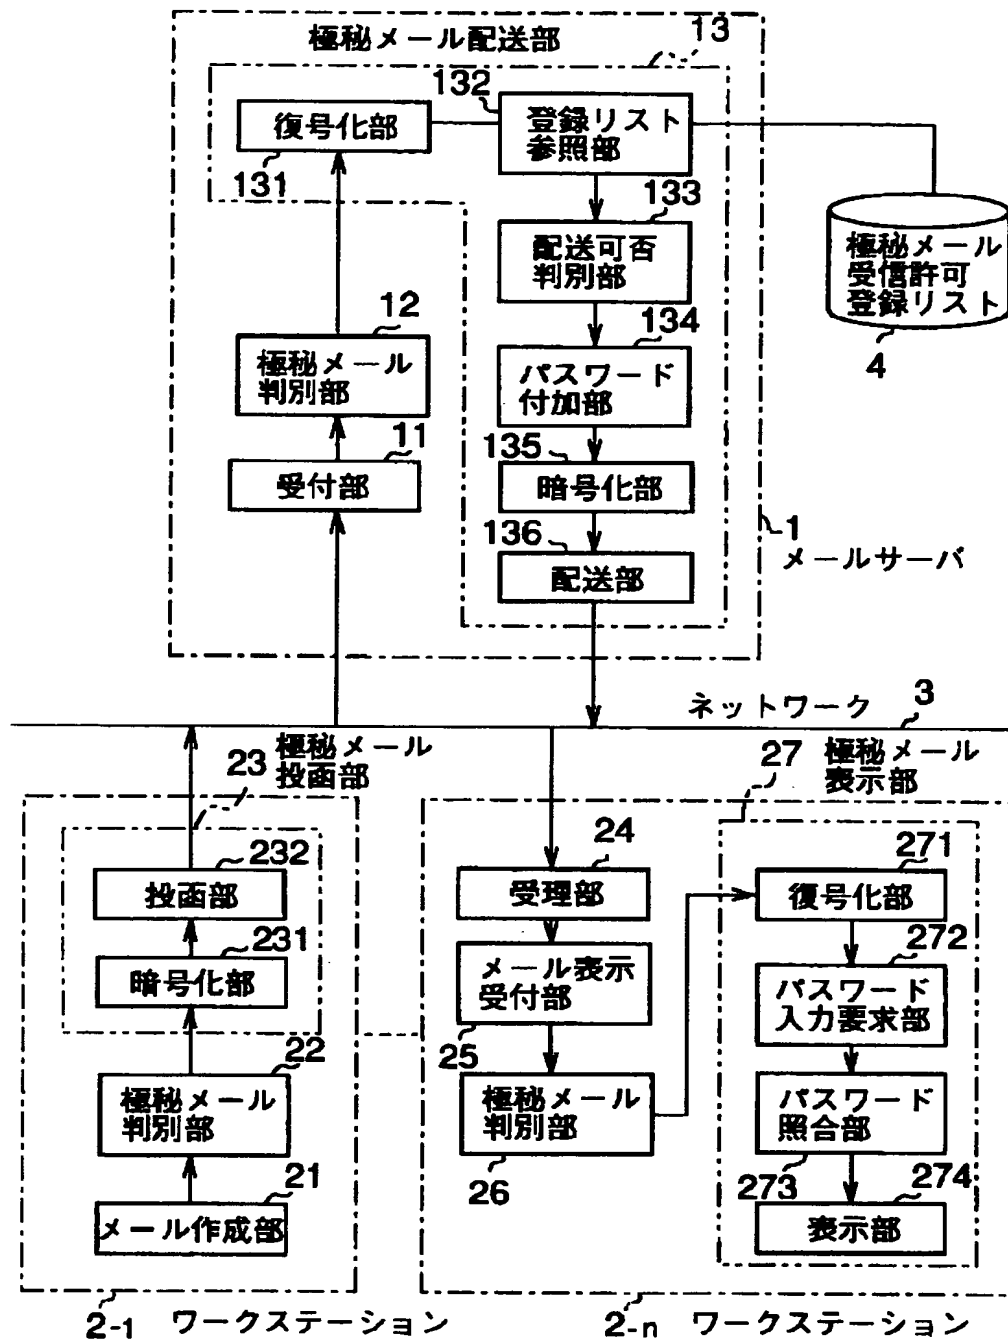 極秘メール配送部
13
132
復号化部
登録リスト
参照部
131
133
配送可否
判別部
極秘メール
受信許可
登録リスト
4
12
134
極秘メール
判別部
パスワード
付加部
11
135
受付部
暗号化部
136
1
メールサーバ
配送部
ネットワーク
3
23
極秘メール
投函部
27
極秘メール
表示部
232
投函部
231
暗号化部
22
極秘メール
判別部
21
メール作成部
2-1
ワークステーション
24
受理部
メール表示
受付部
25
極秘メール
判別部
26
271
復号化部
272
パスワード
入力要求部
パスワード
照合部
273
274
表示部
2-n
ワークステーション